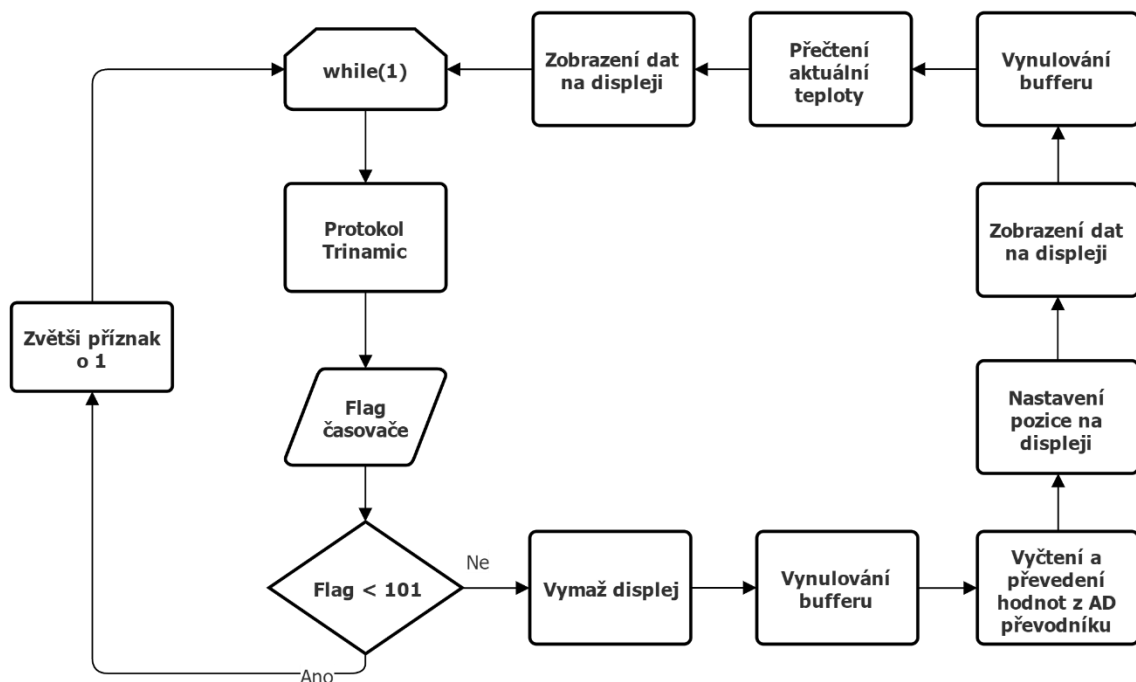 while(1)
Zobrazení dat
na displeji
Přečtení
aktuální
teploty
Vynulování
bufferu
Protokol
Trinamic
Zobrazení dat
na displeji
Zvětši příznak
o 1
Flag
časovače
Nastavení
pozice na
displeji
Flag < 101
Ne
Vymaž displej
Vynulování
bufferu
Vyčtení a
převedení
hodnot z AD
převodníku
Ano